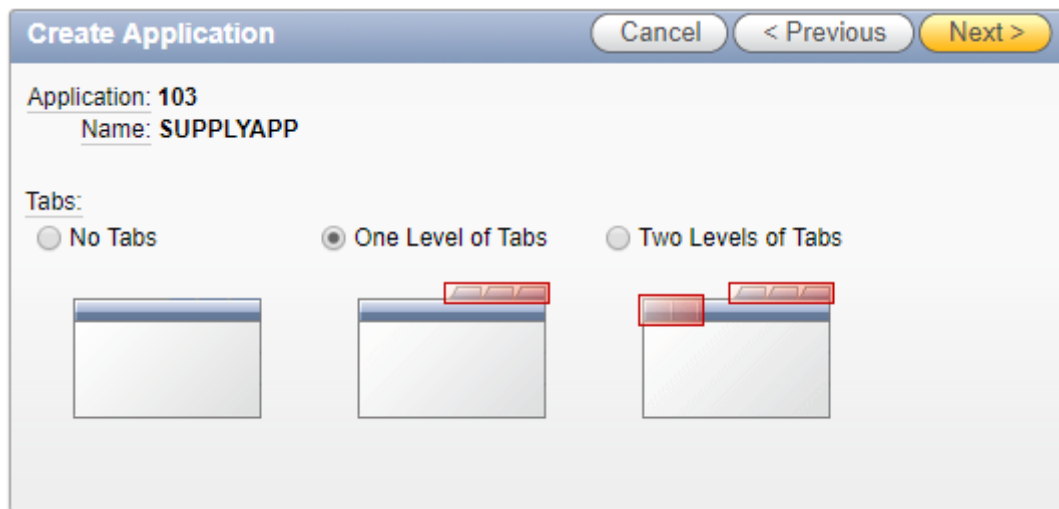 Create Application Cancel < Previous Next >
Application: 103
Name: SUPPLYAPP
Tabs:
No Tabs One Level of Tabs Two Levels of Tabs